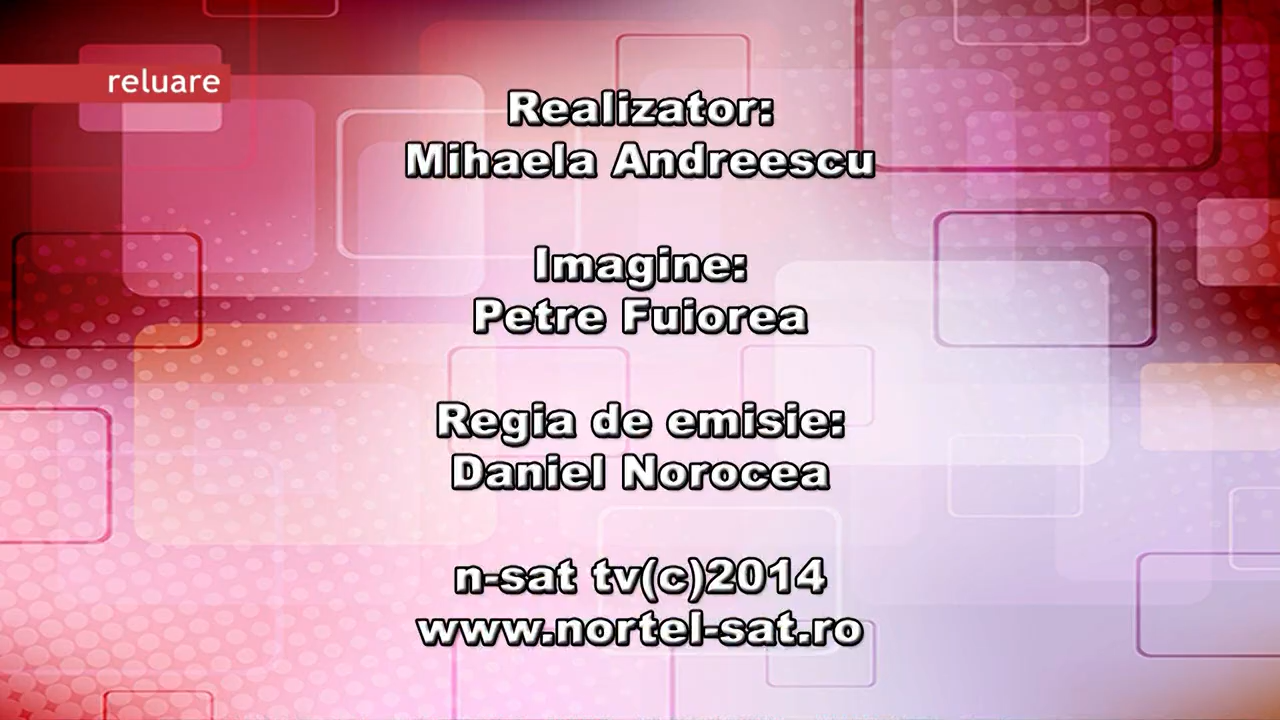 reluare
Realizator:
Mihaela Andreescu
Imagine:
Petre Fuiorea
Regia de emisie:
Daniel Norocea
n-sat tv(c)2014
www.nortel-sat.ro